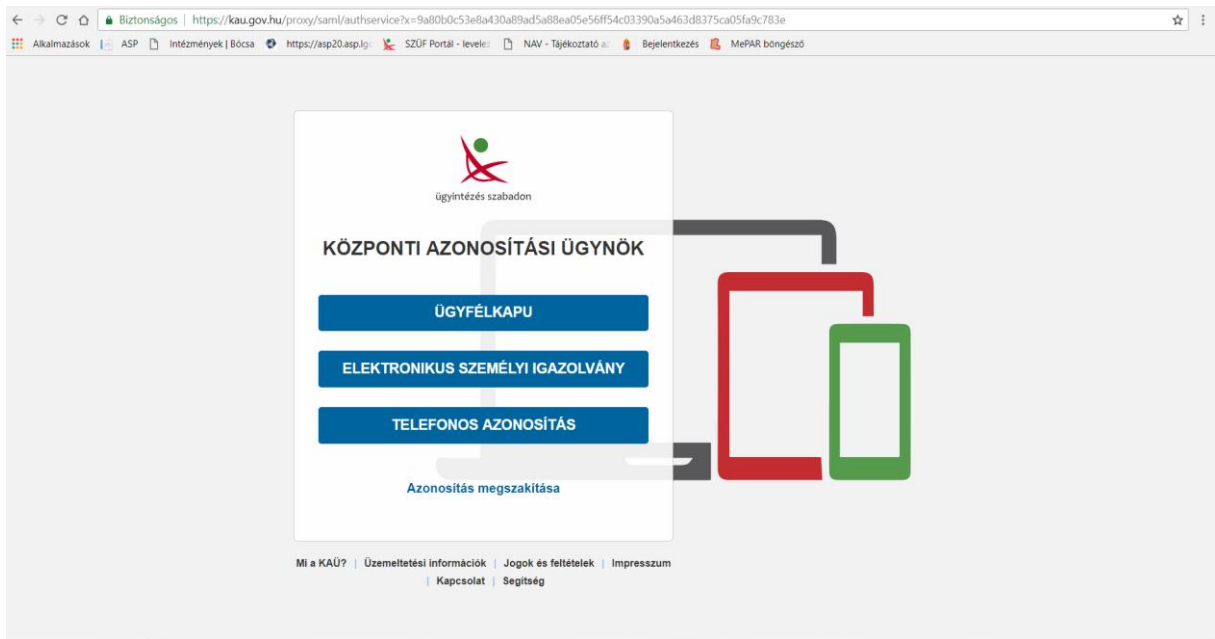 Biztonságos | https://kau.gov.hu/proxy/saml/authservice?x=9a80b0c53e8a430a89ad5a88ea05e56ff54c03390a5a463d8375ca05fa9c783e
Alkalmazások ASP Intézmények | Bócsa https://asp20.asp.lg SZÜF Portál - levele NAV - Tájékoztató a Bejelentkezés MePAR böngésző
ügyintézés szabadon
KÖZPONTI AZONOSÍTÁSI ÜGYNÖK
ÜGYFÉLKAPU
ELEKTRONIKUS SZEMÉLYI IGAZOLVÁNY
TELEFONOS AZONOSÍTÁS
Azonosítás megszakítása
Mi a KAÜ? | Üzemeltetési információk | Jogok és feltételek | Impresszum
| Kapcsolat | Segítség